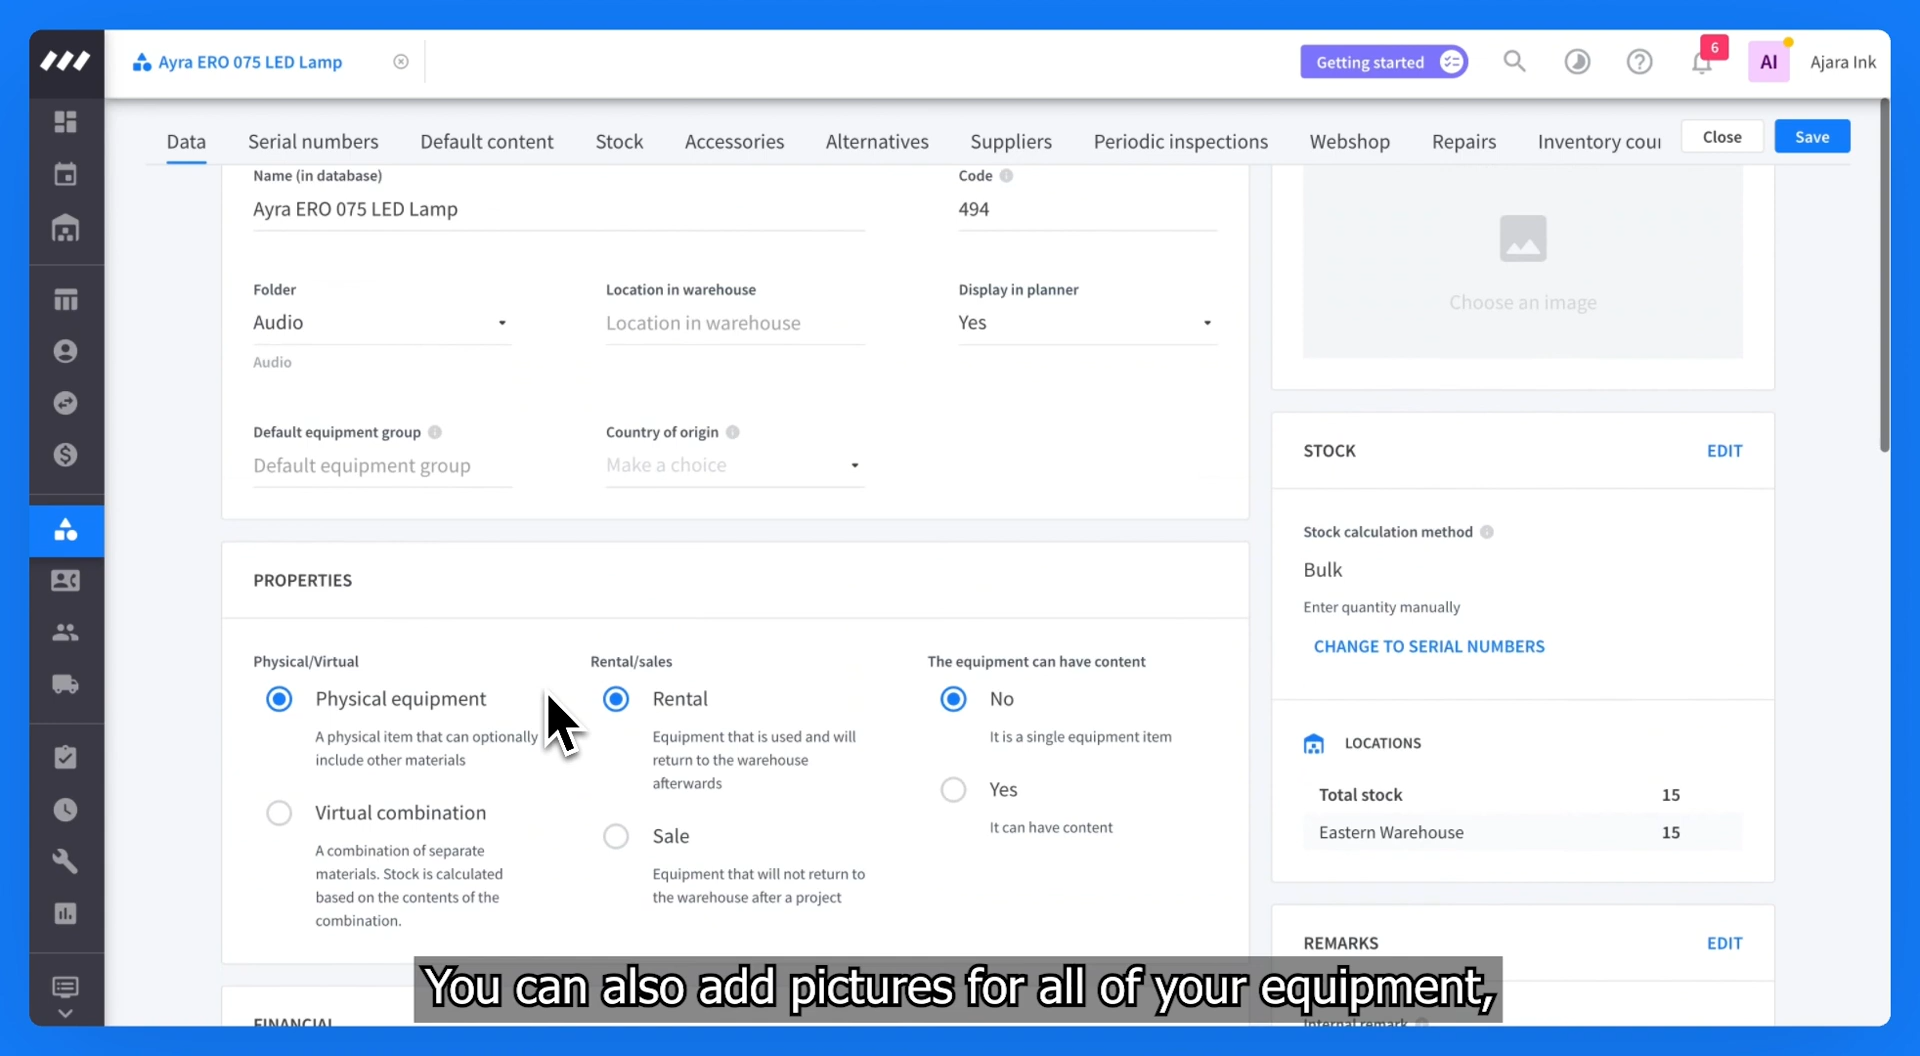 Ayra ERO 075 LED Lamp
Getting started
6
AI
Ajara Ink
Data
Serial numbers
Default content
Stock
Accessories
Alternatives
Suppliers
Periodic inspections
Webshop
Repairs
Inventory cou
Close
Save
Name (in database)
Ayra ERO 075 LED Lamp
Code
494
Folder
Audio
Audio
Location in warehouse
Location in warehouse
Display in planner
Yes
Default equipment group
Default equipment group
Country of origin
Make a choice
PROPERTIES
Physical/Virtual
Physical equipment
A physical item that can optionally
include other materials
Virtual combination
A combination of separate
materials. Stock is calculated
based on the contents of the
combination.
Rental/sales
Rental
Equipment that is used and will
return to the warehouse
afterwards
Sale
Equipment that will not return to
the warehouse after a project
The equipment can have content
No
It is a single equipment item
Yes
It can have content
FINANCIAL
Choose an image
STOCK
EDIT
Stock calculation method
Bulk
Enter quantity manually
CHANGE TO SERIAL NUMBERS
LOCATIONS
Total stock 15
Eastern Warehouse 15
REMARKS
EDIT
Internal remark
You can also add pictures for all of your equipment,